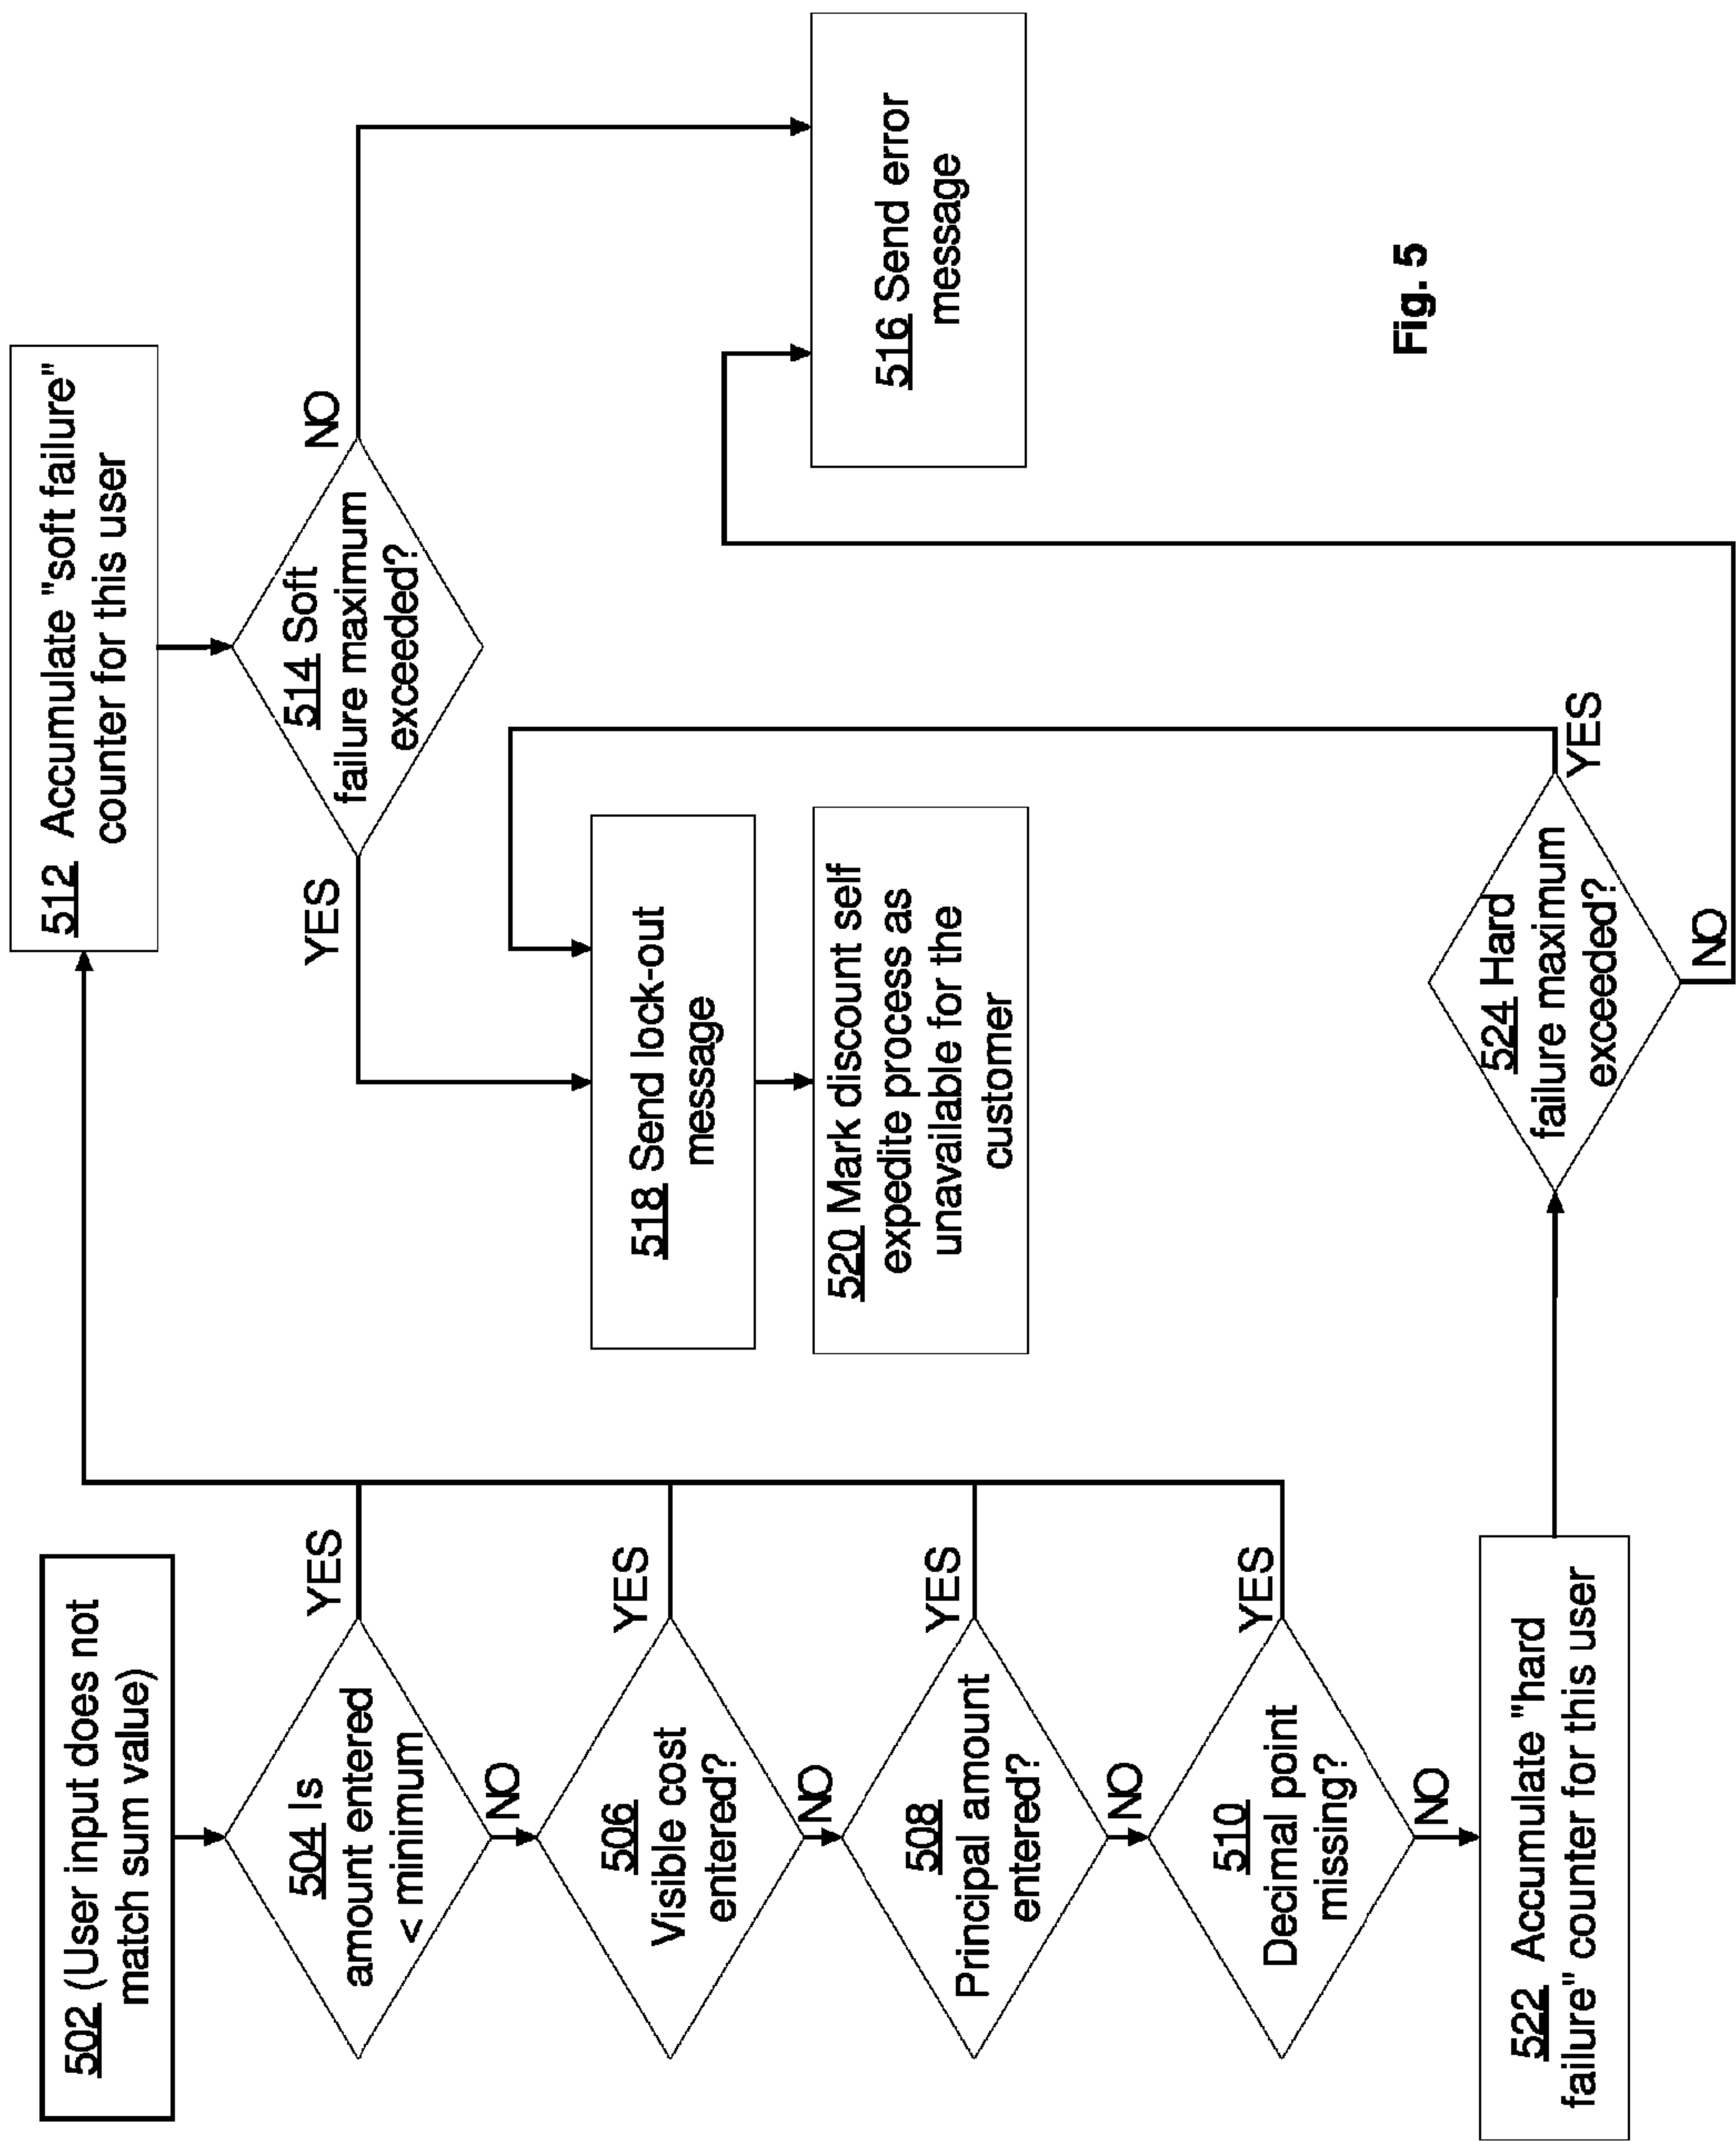 502 (User input does not
match sum value)
504 Is
amount entered
< minimum
YES
NO
506
Visible cost
entered?
YES
NO
508
Principal amount
entered?
YES
NO
510
Decimal point
missing?
YES
NO
522 Accumulate "hard
failure" counter for this user
512 Accumulate "soft failure"
counter for this user
514 Soft
failure maximum
exceeded?
YES
NO
518 Send lock-out
message
520 Mark discount self
expedite process as
unavailable for the
customer
524 Hard
failure maximum
exceeded?
YES
NO
516 Send error
message
Fig. 5